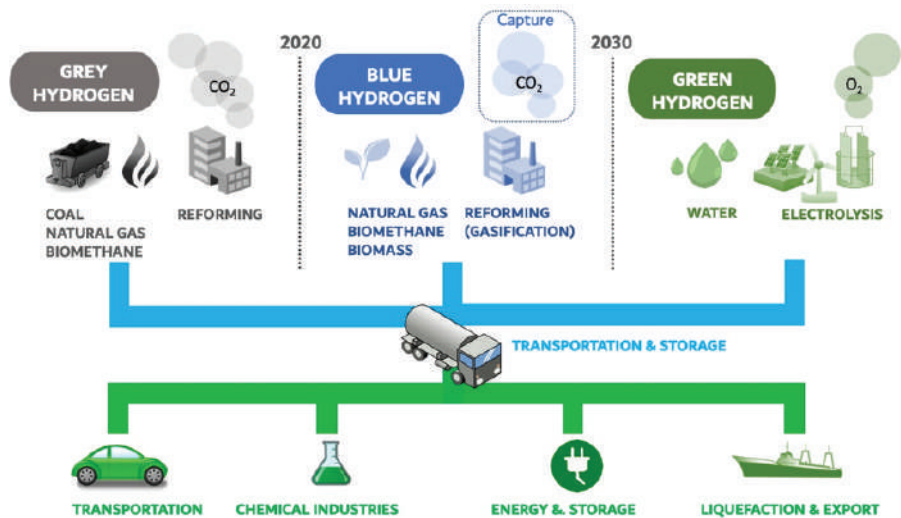 2020
2030
GREY
HYDROGEN
CO₂
BLUE
HYDROGEN
Capture
CO₂
GREEN
HYDROGEN
O₂
COAL
NATURAL GAS
BIOMETHANE
REFORMING
NATURAL GAS
BIOMETHANE
BIOMASS
REFORMING
(GASIFICATION)
WATER
ELECTROLYSIS
TRANSPORTATION & STORAGE
TRANSPORTATION
CHEMICAL INDUSTRIES
ENERGY & STORAGE
LIQUEFACTION & EXPORT